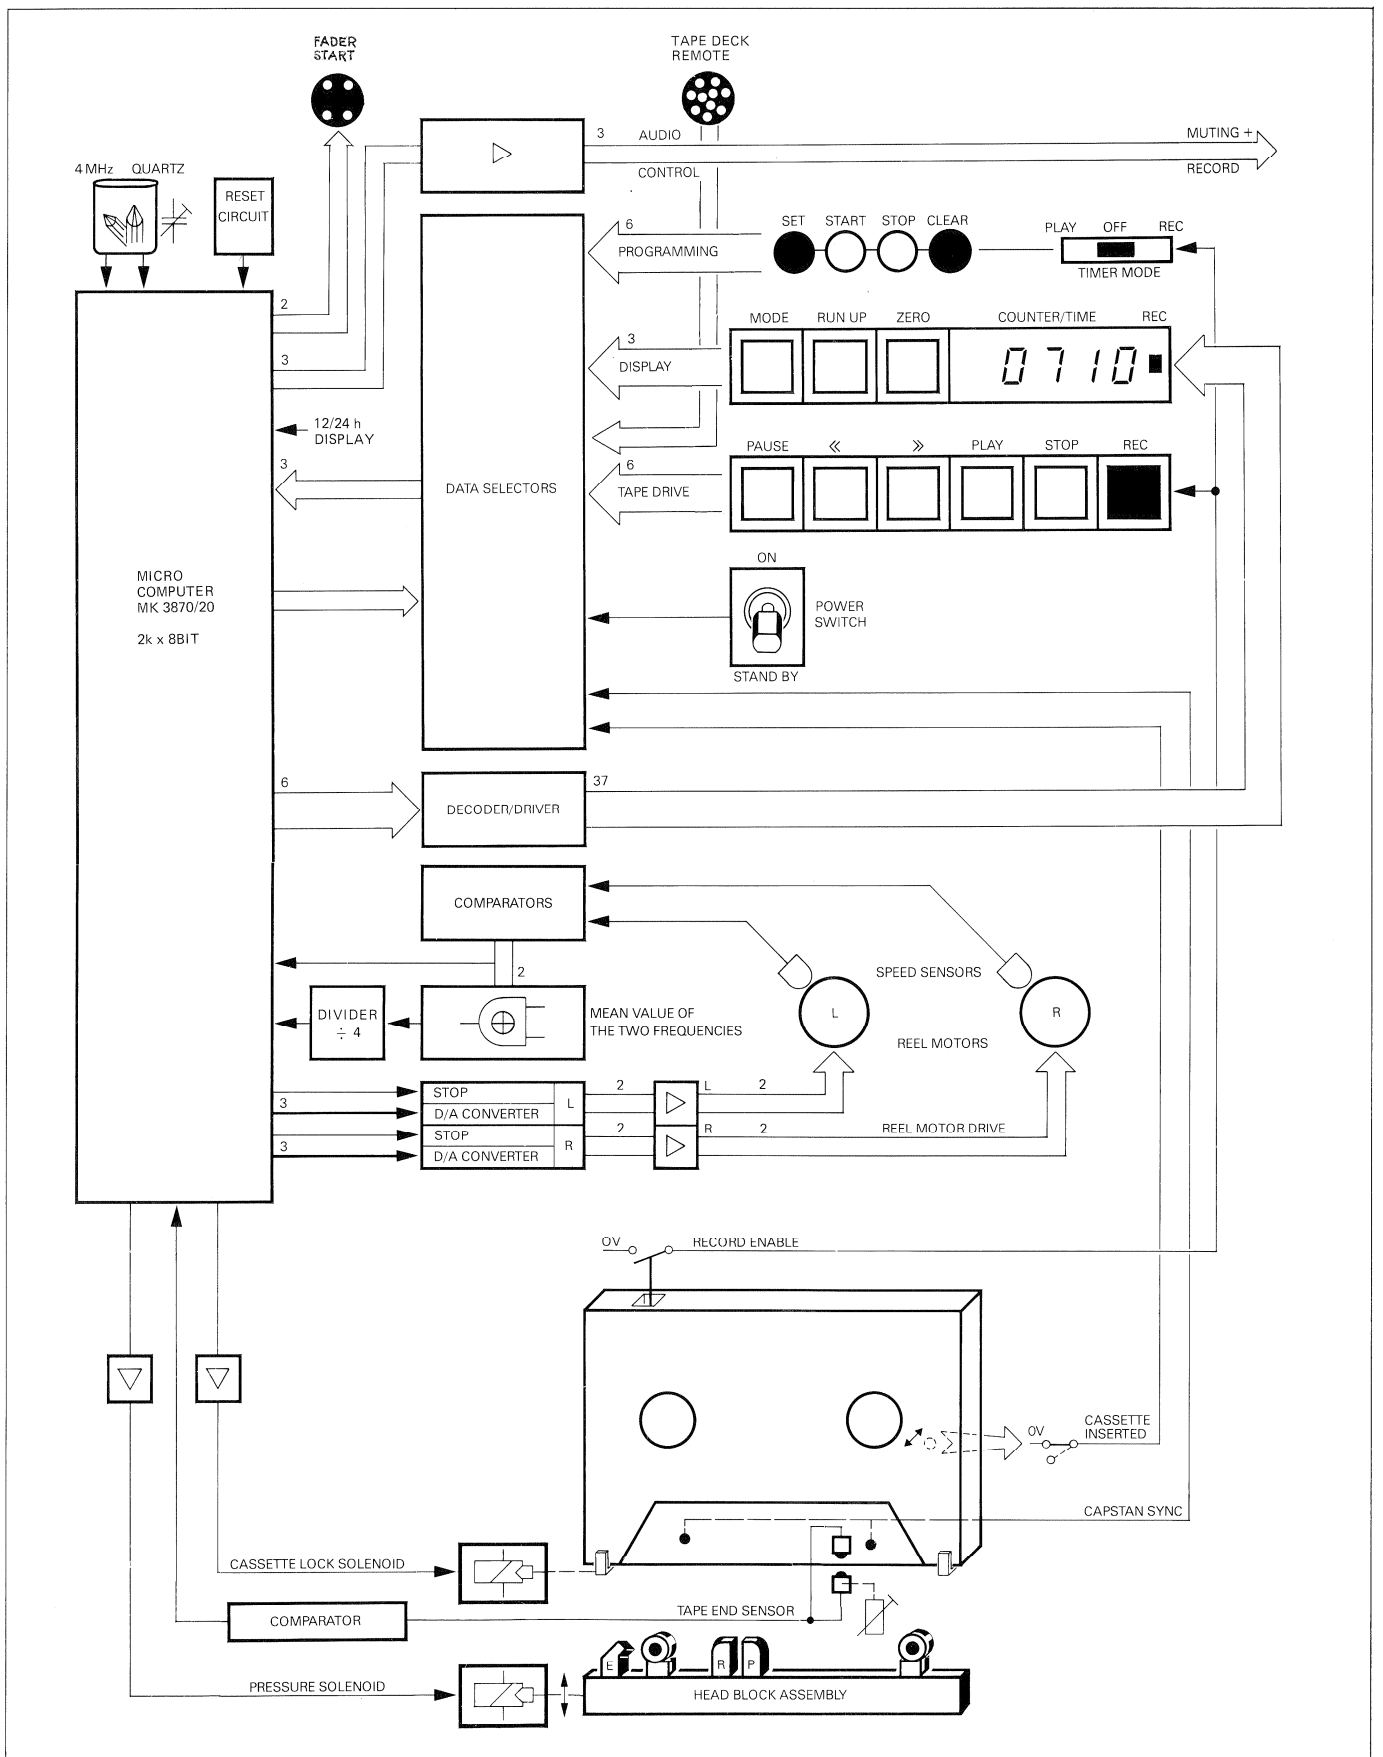 FADER
START
TAPE DECK
REMOTE
3 AUDIO
CONTROL
MUTING +
RECORD
4 MHz QUARTZ
RESET
CIRCUIT
SET START STOP CLEAR
PLAY OFF REC
TIMER MODE
6
PROGRAMMING
2
3
MODE RUN UP ZERO COUNTER/TIME REC
0710
3
DISPLAY
12/24 h
DISPLAY
3
DATA SELECTORS
6
TAPE DRIVE
PAUSE « » PLAY STOP REC
MICRO
COMPUTER
MK 3870/20
2k x 8BIT
ON
POWER
SWITCH
STAND BY
6
DECODER/DRIVER
37
COMPARATORS
2
SPEED SENSORS
DIVIDER
÷ 4
MEAN VALUE OF
THE TWO FREQUENCIES
L
R
REEL MOTORS
STOP
3
D/A CONVERTER
L
2
L
2
STOP
3
D/A CONVERTER
R
2
R
2
REEL MOTOR DRIVE
0V
RECORD ENABLE
0V
CASSETTE
INSERTED
CAPSTAN SYNC
CASSETTE LOCK SOLENOID
COMPARATOR
TAPE END SENSOR
E
R
P
PRESSURE SOLENOID
HEAD BLOCK ASSEMBLY